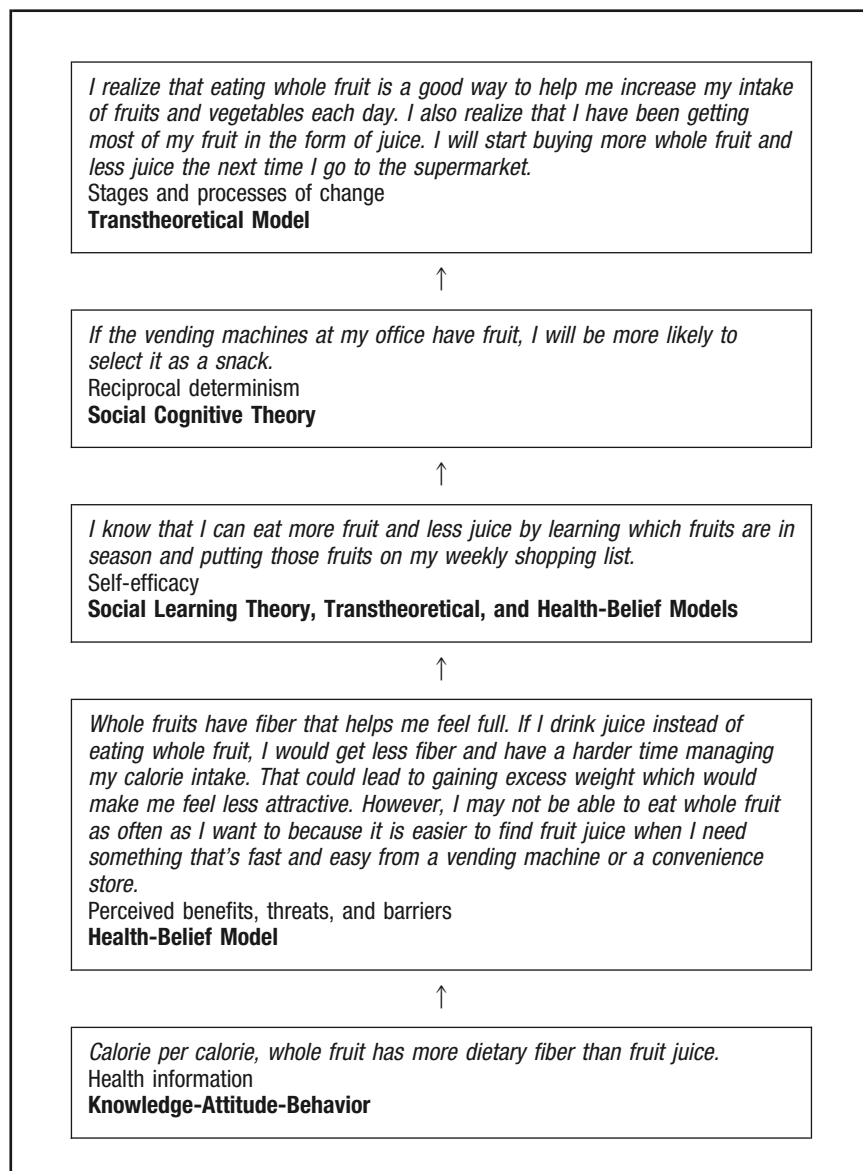 I realize that eating whole fruit is a good way to help me increase my intake
of fruits and vegetables each day. I also realize that I have been getting
most of my fruit in the form of juice. I will start buying more whole fruit and
less juice the next time I go to the supermarket.
Stages and processes of change
Transtheoretical Model
↑
If the vending machines at my office have fruit, I will be more likely to
select it as a snack.
Reciprocal determinism
Social Cognitive Theory
↑
I know that I can eat more fruit and less juice by learning which fruits are in
season and putting those fruits on my weekly shopping list.
Self-efficacy
Social Learning Theory, Transtheoretical, and Health-Belief Models
↑
Whole fruits have fiber that helps me feel full. If I drink juice instead of
eating whole fruit, I would get less fiber and have a harder time managing
my calorie intake. That could lead to gaining excess weight which would
make me feel less attractive. However, I may not be able to eat whole fruit
as often as I want to because it is easier to find fruit juice when I need
something that's fast and easy from a vending machine or a convenience
store.
Perceived benefits, threats, and barriers
Health-Belief Model
↑
Calorie per calorie, whole fruit has more dietary fiber than fruit juice.
Health information
Knowledge-Attitude-Behavior